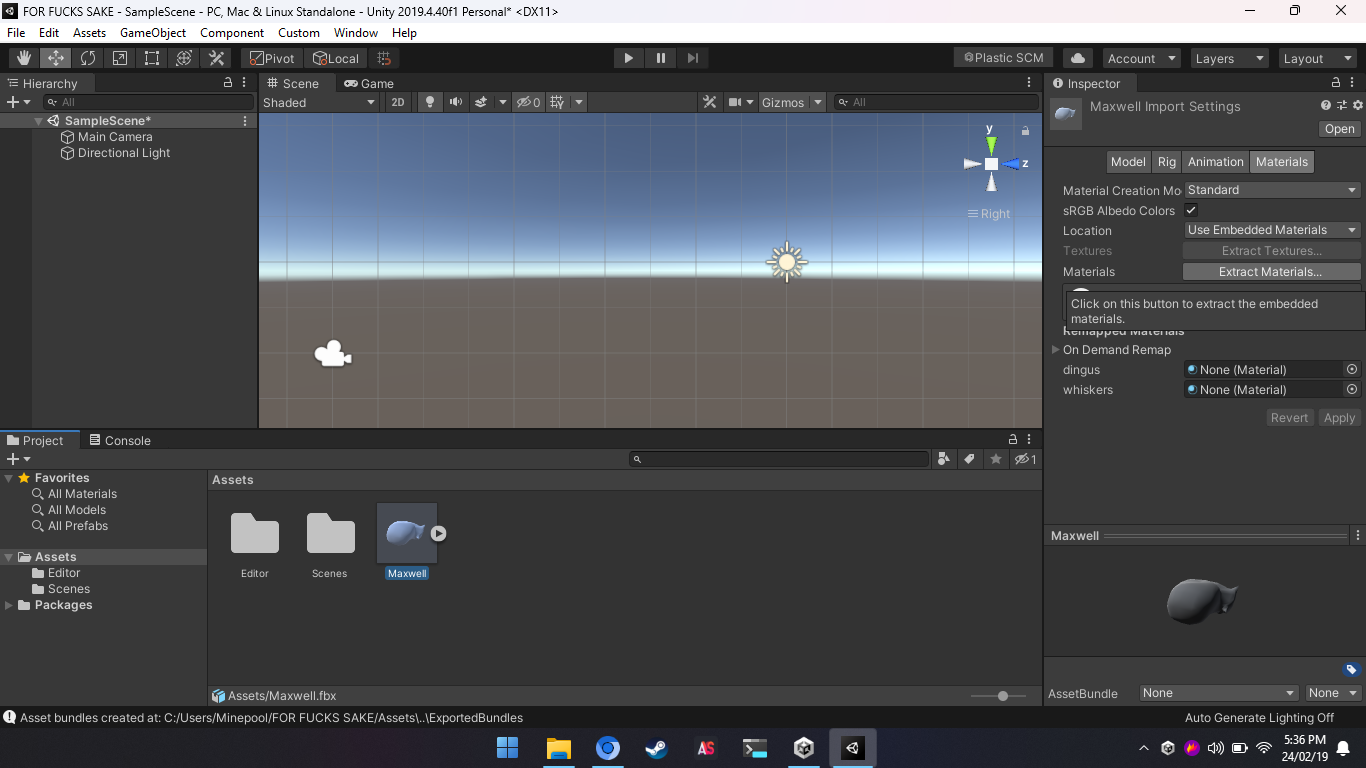 FOR FUCKS SAKE - SampleScene - PC, Mac & Linux Standalone - Unity 2019.4.40f1 Personal* <DX11>
File Edit Assets GameObject Component Custom Window Help
Pivot Local Plastic SCM Account Layers Layout
Hierarchy
All
SampleScene*
Main Camera
Directional Light
Scene Game
Shaded 2D 0 Gizmos All
y
z
Right
Inspector
Maxwell Import Settings
Open
Model Rig Animation Materials
Material Creation Mo Standard
sRGB Albedo Colors
Location Use Embedded Materials
Textures Extract Textures...
Materials Extract Materials...
Click on this button to extract the embedded
materials.
Remapped Materials
On Demand Remap
dingus None (Material)
whiskers None (Material)
Revert Apply
Project Console
1
Favorites
All Materials
All Models
All Prefabs
Assets
Editor
Scenes
Packages
Assets
Editor Scenes Maxwell
Assets/Maxwell.fbx
Maxwell
AssetBundle None None
Asset bundles created at: C:/Users/Minepool/FOR FUCKS SAKE/Assets\..\ExportedBundles
Auto Generate Lighting Off
AS
5:36 PM
24/02/19